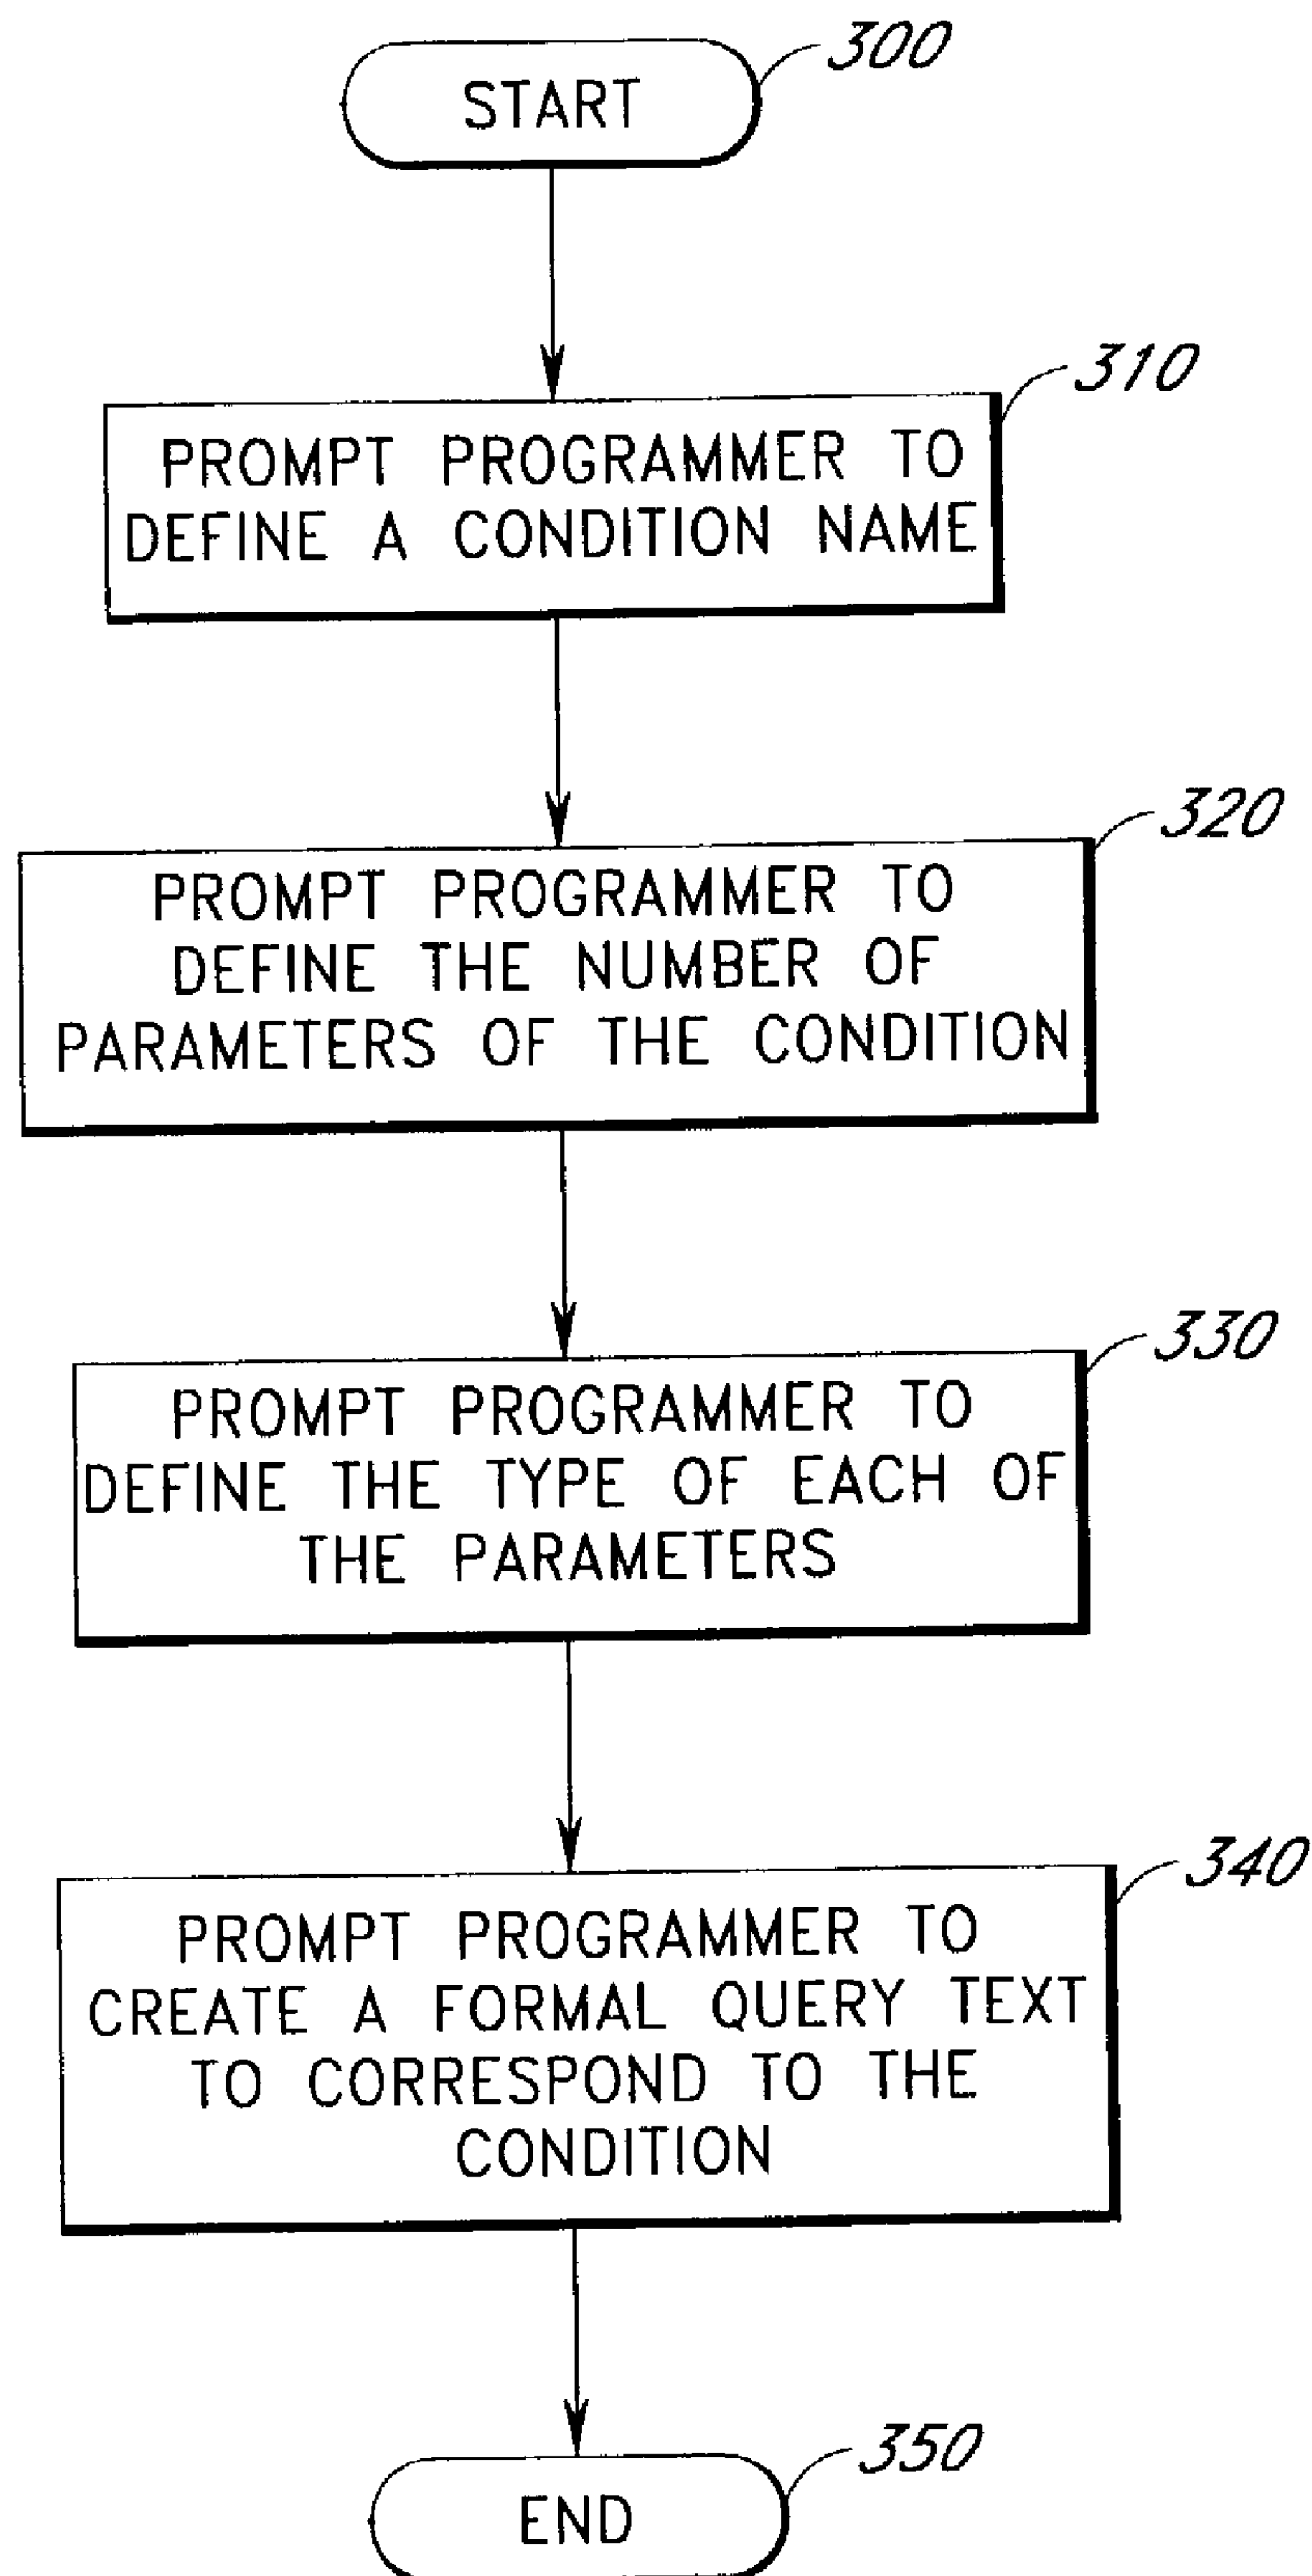 300
START
310
PROMPT PROGRAMMER TO
DEFINE A CONDITION NAME
320
PROMPT PROGRAMMER TO
DEFINE THE NUMBER OF
PARAMETERS OF THE CONDITION
330
PROMPT PROGRAMMER TO
DEFINE THE TYPE OF EACH OF
THE PARAMETERS
340
PROMPT PROGRAMMER TO
CREATE A FORMAL QUERY TEXT
TO CORRESPOND TO THE
CONDITION
350
END